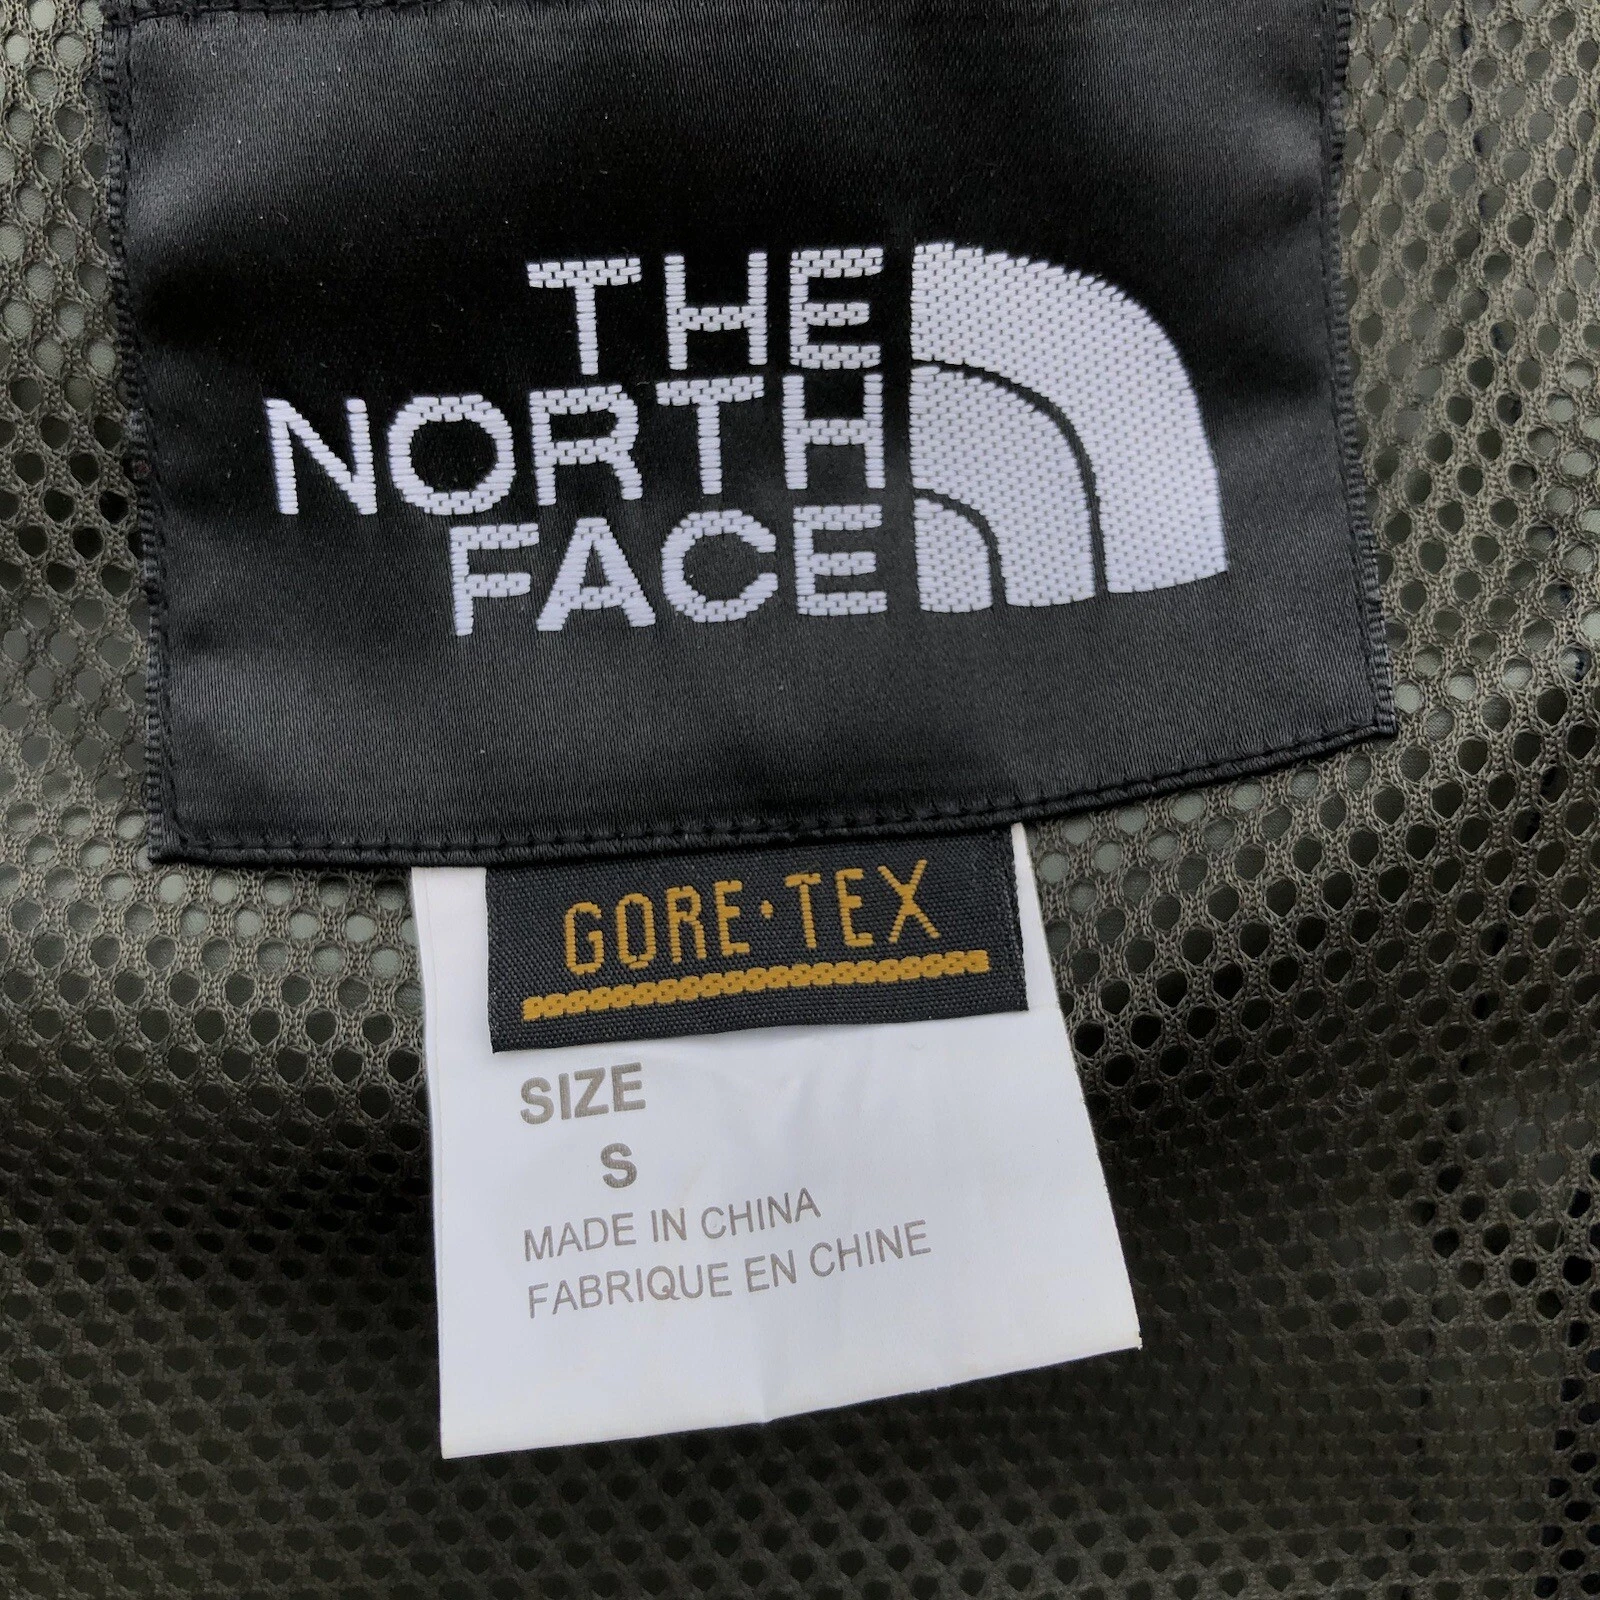 THE
NORTH
FACE
GORE·TEX
SIZE
S
MADE IN CHINA
FABRIQUE EN CHINE